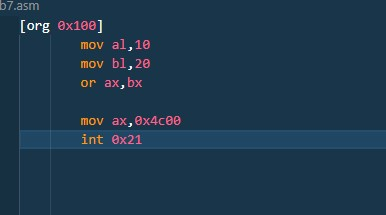 b7.asm
[org 0x100]
mov al,10
mov bl,20
or ax,bx
mov ax,0x4c00
int 0x21